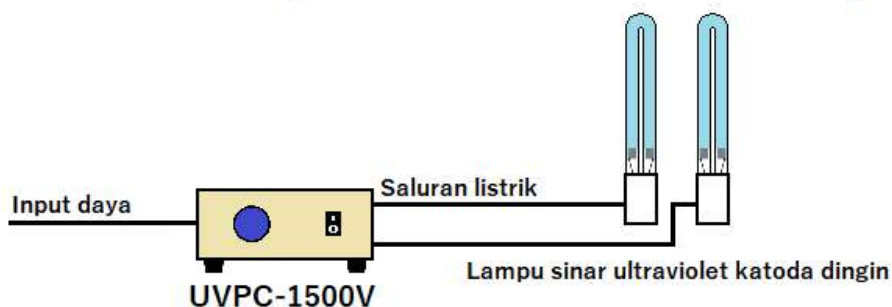 Saluran listrik
Input daya
Lampu sinar ultraviolet katoda dingin
UVPC-1500V